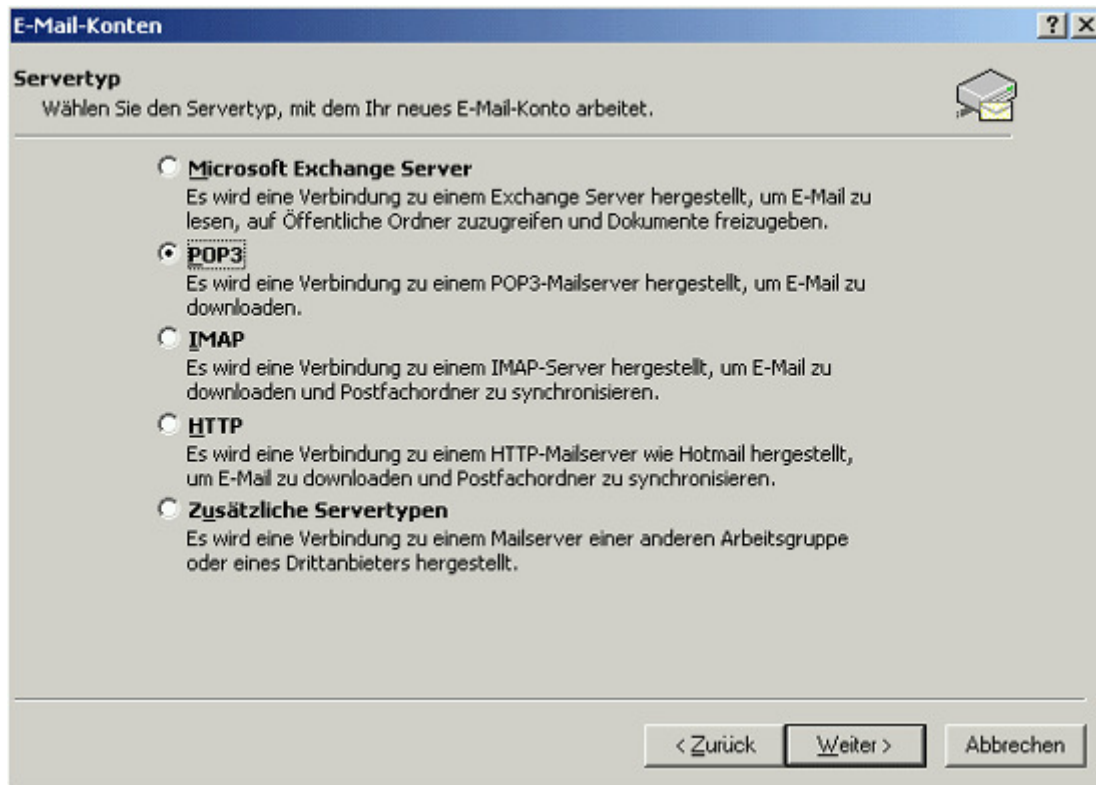 E-Mail-Konten
Servertyp
Wählen Sie den Servertyp, mit dem Ihr neues E-Mail-Konto arbeitet.
Microsoft Exchange Server
Es wird eine Verbindung zu einem Exchange Server hergestellt, um E-Mail zu
lesen, auf Öffentliche Ordner zuzugreifen und Dokumente freizugeben.
POP3
Es wird eine Verbindung zu einem POP3-Mailserver hergestellt, um E-Mail zu
downloaden.
IMAP
Es wird eine Verbindung zu einem IMAP-Server hergestellt, um E-Mail zu
downloaden und Postfachordner zu synchronisieren.
HTTP
Es wird eine Verbindung zu einem HTTP-Mailserver wie Hotmail hergestellt,
um E-Mail zu downloaden und Postfachordner zu synchronisieren.
Zusätzliche Servertypen
Es wird eine Verbindung zu einem Mailserver einer anderen Arbeitsgruppe
oder eines Drittanbieters hergestellt.
< Zurück Weiter > Abbrechen